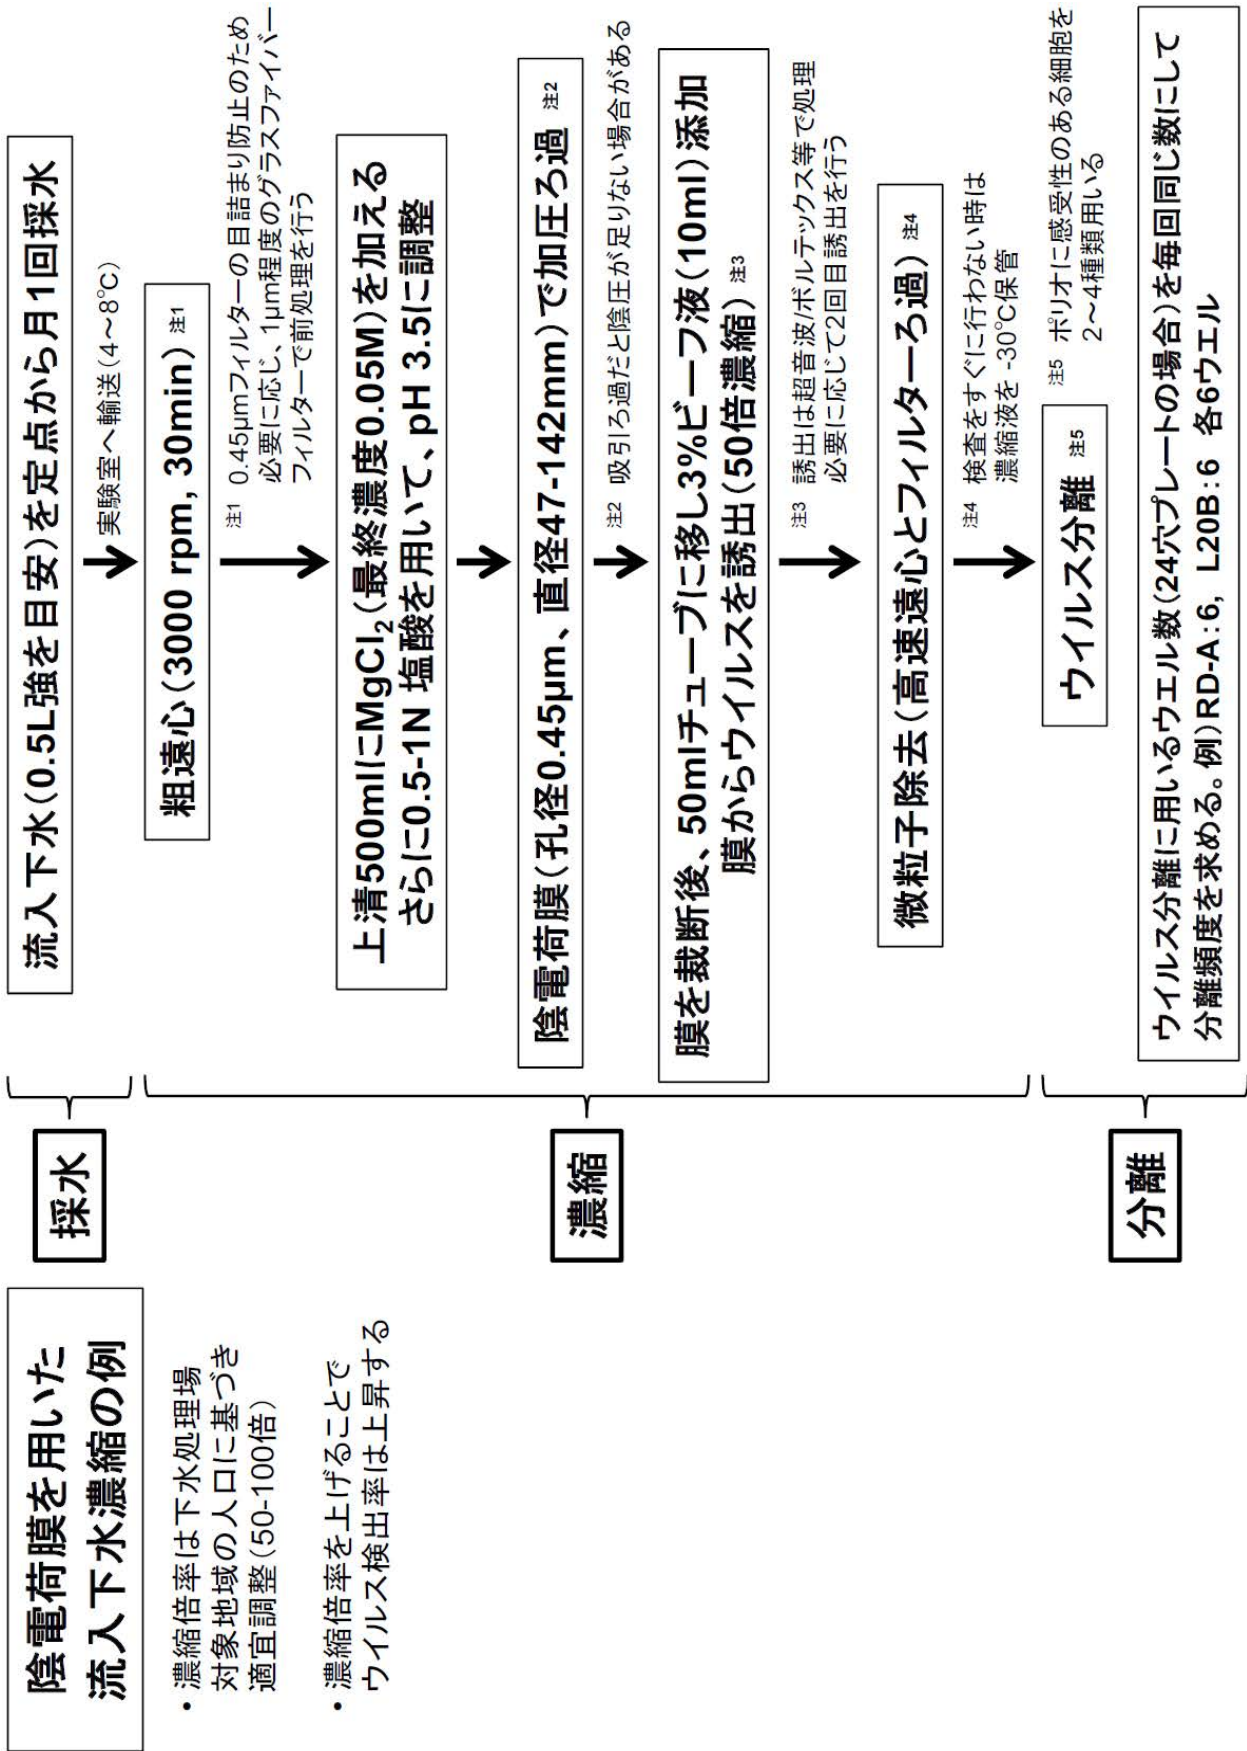 陰電荷膜を用いた
流入下水濃縮の例
・濃縮倍率は下水処理場
対象地域の人口に基づき
適宜調整(50-100倍)
・濃縮倍率を上げることで
ウイルス検出率は上昇する
採水
流入下水(0.5L強を目安)を定点から月1回採水
実験室へ輸送(4～8℃)
濃縮
粗遠心(3000 rpm, 30min) 注1
注1 0.45μmフィルターの目詰まり防止のため
必要に応じ、1μm程度のグラスファイバー
フィルターで前処理を行う
上清500mlにMgCl2(最終濃度0.05M)を加える
さらに0.5-1N 塩酸を用いて、pH 3.5に調整
陰電荷膜(孔径0.45μm、直径47-142mm)で加圧ろ過 注2
注2 吸引ろ過だと陰圧が足りない場合がある
膜を裁断後、50mlチューブに移し3%ビーフ液(10ml)添加
膜からウイルスを誘出(50倍濃縮) 注3
注3 誘出は超音波/ボルテックス等で処理
必要に応じて2回目誘出を行う
微粒子除去(高速遠心とフィルターろ過) 注4
注4 検査をすぐに行わない時は
濃縮液を -30℃保管
分離
ウイルス分離 注5
注5 ポリオに感受性のある細胞を
2～4種類用いる
ウイルス分離に用いるウエル数(24穴プレートの場合)を毎回同じ数にして
分離頻度を求める。例)RD-A:6, L20B:6 各6ウエル